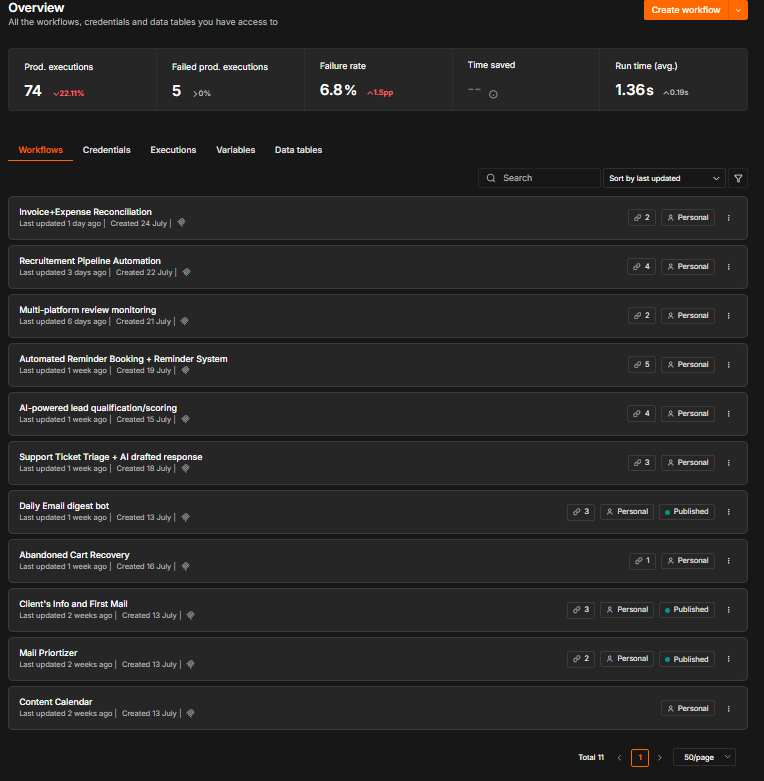 Overview
Create workflow
All the workflows, credentials and data tables you have access to
Prod. executions
74 22.11%
Failed prod. executions
5 0%
Failure rate
6.8% 1.5pp
Time saved
--
Run time (avg.)
1.36s 0.19s
Workflows Credentials Executions Variables Data tables
Search Sort by last updated
Invoice+Expense Reconciliation
Last updated 1 day ago | Created 24 July |
2 Personal
Recruitement Pipeline Automation
Last updated 3 days ago | Created 22 July |
4 Personal
Multi-platform review monitoring
Last updated 6 days ago | Created 21 July |
2 Personal
Automated Reminder Booking + Reminder System
Last updated 1 week ago | Created 19 July |
5 Personal
AI-powered lead qualification/scoring
Last updated 1 week ago | Created 15 July |
4 Personal
Support Ticket Triage + AI drafted response
Last updated 1 week ago | Created 18 July |
3 Personal
Daily Email digest bot
Last updated 1 week ago | Created 13 July |
3 Personal Published
Abandoned Cart Recovery
Last updated 1 week ago | Created 16 July |
1 Personal
Client's Info and First Mail
Last updated 2 weeks ago | Created 13 July |
3 Personal Published
Mail Priortizer
Last updated 2 weeks ago | Created 13 July |
2 Personal Published
Content Calendar
Last updated 2 weeks ago | Created 13 July |
Personal
Total 11 1 50/page